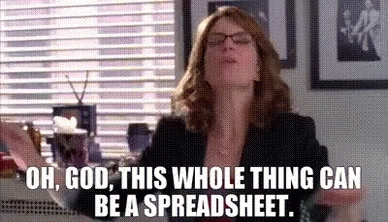 OH, GOD, THIS WHOLE THING CAN
BE A SPREADSHEET.